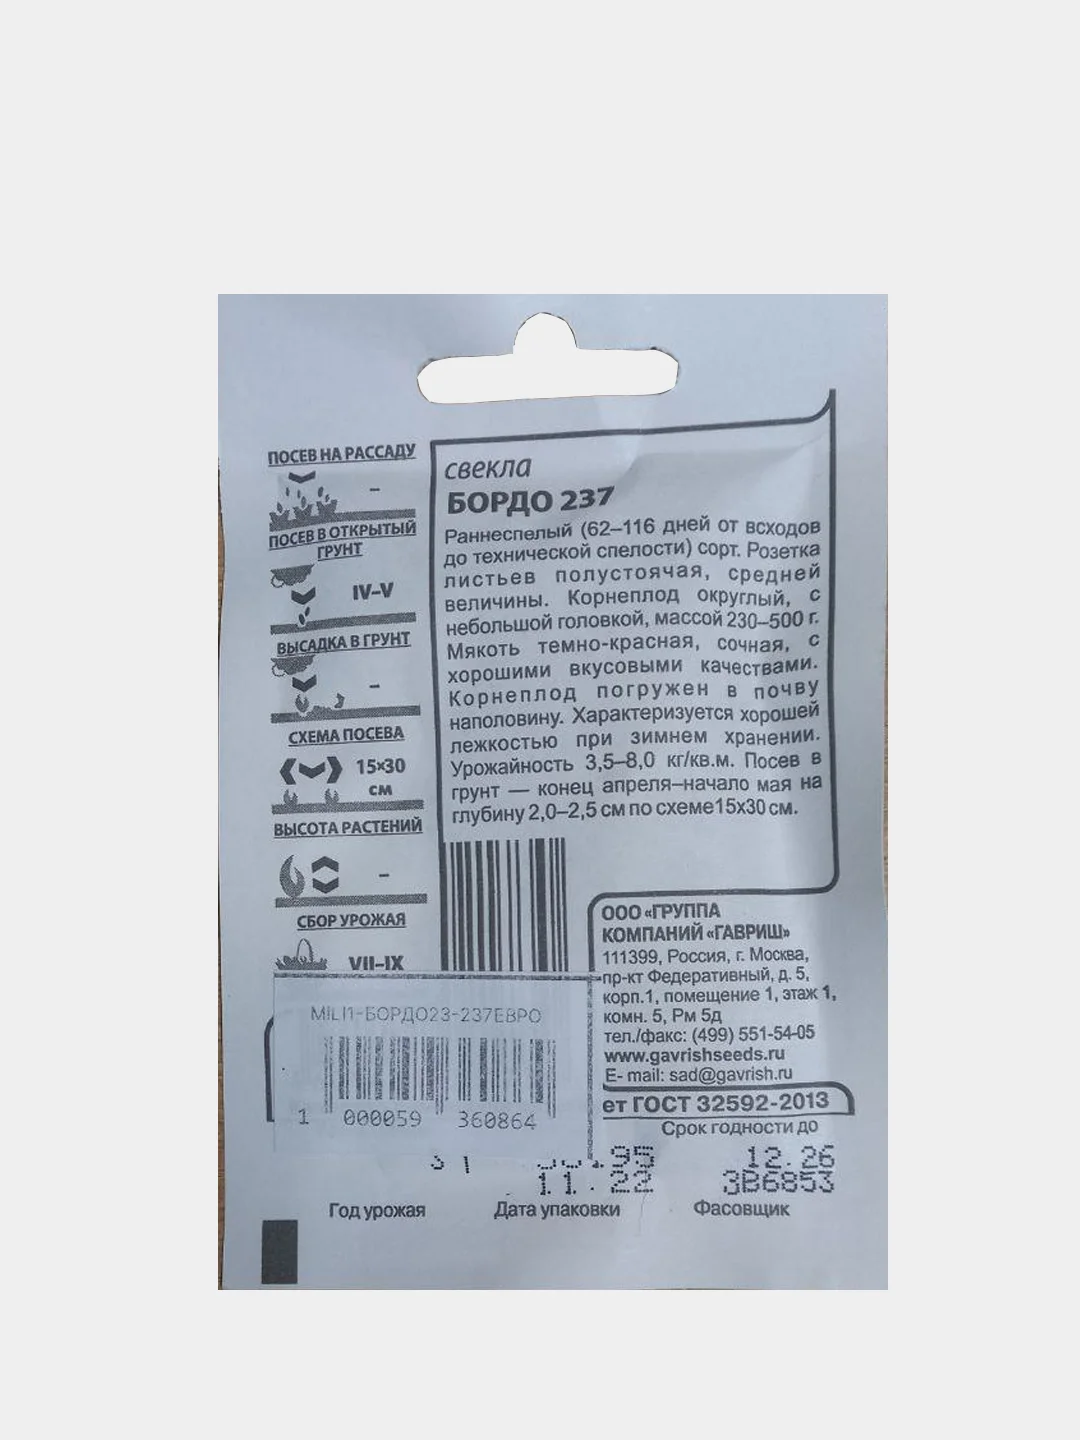 ПОСЕВ НА РАССАДУ
–
ПОСЕВ В ОТКРЫТЫЙ
ГРУНТ
IV–V
ВЫСАДКА В ГРУНТ
–
СХЕМА ПОСЕВА
15×30
см
ВЫСОТА РАСТЕНИЙ
–
СБОР УРОЖАЯ
VII–IX
свекла
БОРДО 237
Раннеспелый (62–116 дней от всходов
до технической спелости) сорт. Розетка
листьев полустоячая, средней
величины. Корнеплод округлый, с
небольшой головкой, массой 230–500 г.
Мякоть темно-красная, сочная, с
хорошими вкусовыми качествами.
Корнеплод погружен в почву
наполовину. Характеризуется хорошей
лежкостью при зимнем хранении.
Урожайность 3,5–8,0 кг/кв.м. Посев в
грунт — конец апреля–начало мая на
глубину 2,0–2,5 см по схеме15х30 см.
ООО «ГРУППА
КОМПАНИЙ «ГАВРИШ»
111399, Россия, г. Москва,
пр-кт Федеративный, д. 5,
корп.1, помещение 1, этаж 1,
комн. 5, Рм 5д
тел./факс: (499) 551-54-05
www.gavrishseeds.ru
E- mail: sad@gavrish.ru
MILI1-БОРДО23-237ЕВРО
1 000059 360864
ет ГОСТ 32592-2013
Срок годности до
95 12.26
11.22 ЗВ6853
Год урожая Дата упаковки Фасовщик